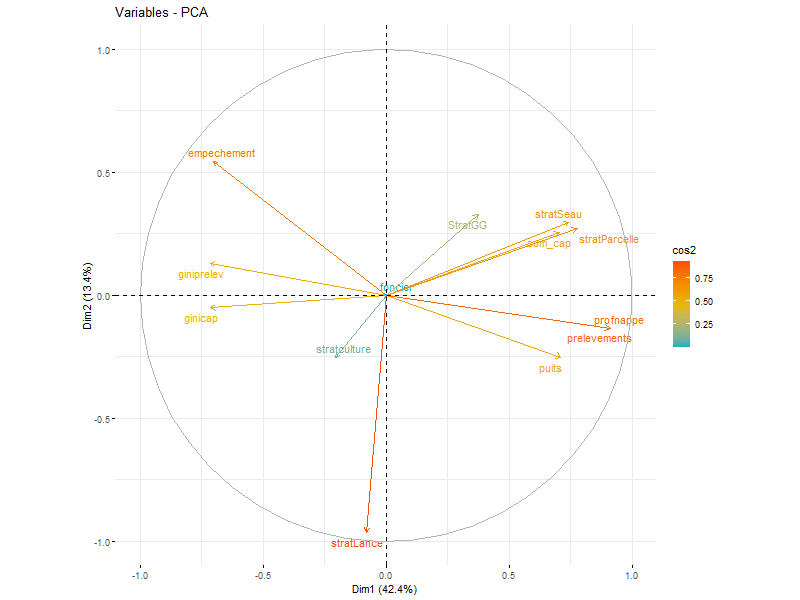 Variables - PCA
1.0
0.5
0.0
-0.5
-1.0
Dim2 (13.4%)
empechement
StratGG
stratSeau
stratParcelle
sum_cap
giniprelev
foncier
ginicap
profnappe
prelevements
stratculture
puits
stratLance
-1.0
-0.5
0.0
0.5
1.0
Dim1 (42.4%)
cos2
0.75
0.50
0.25